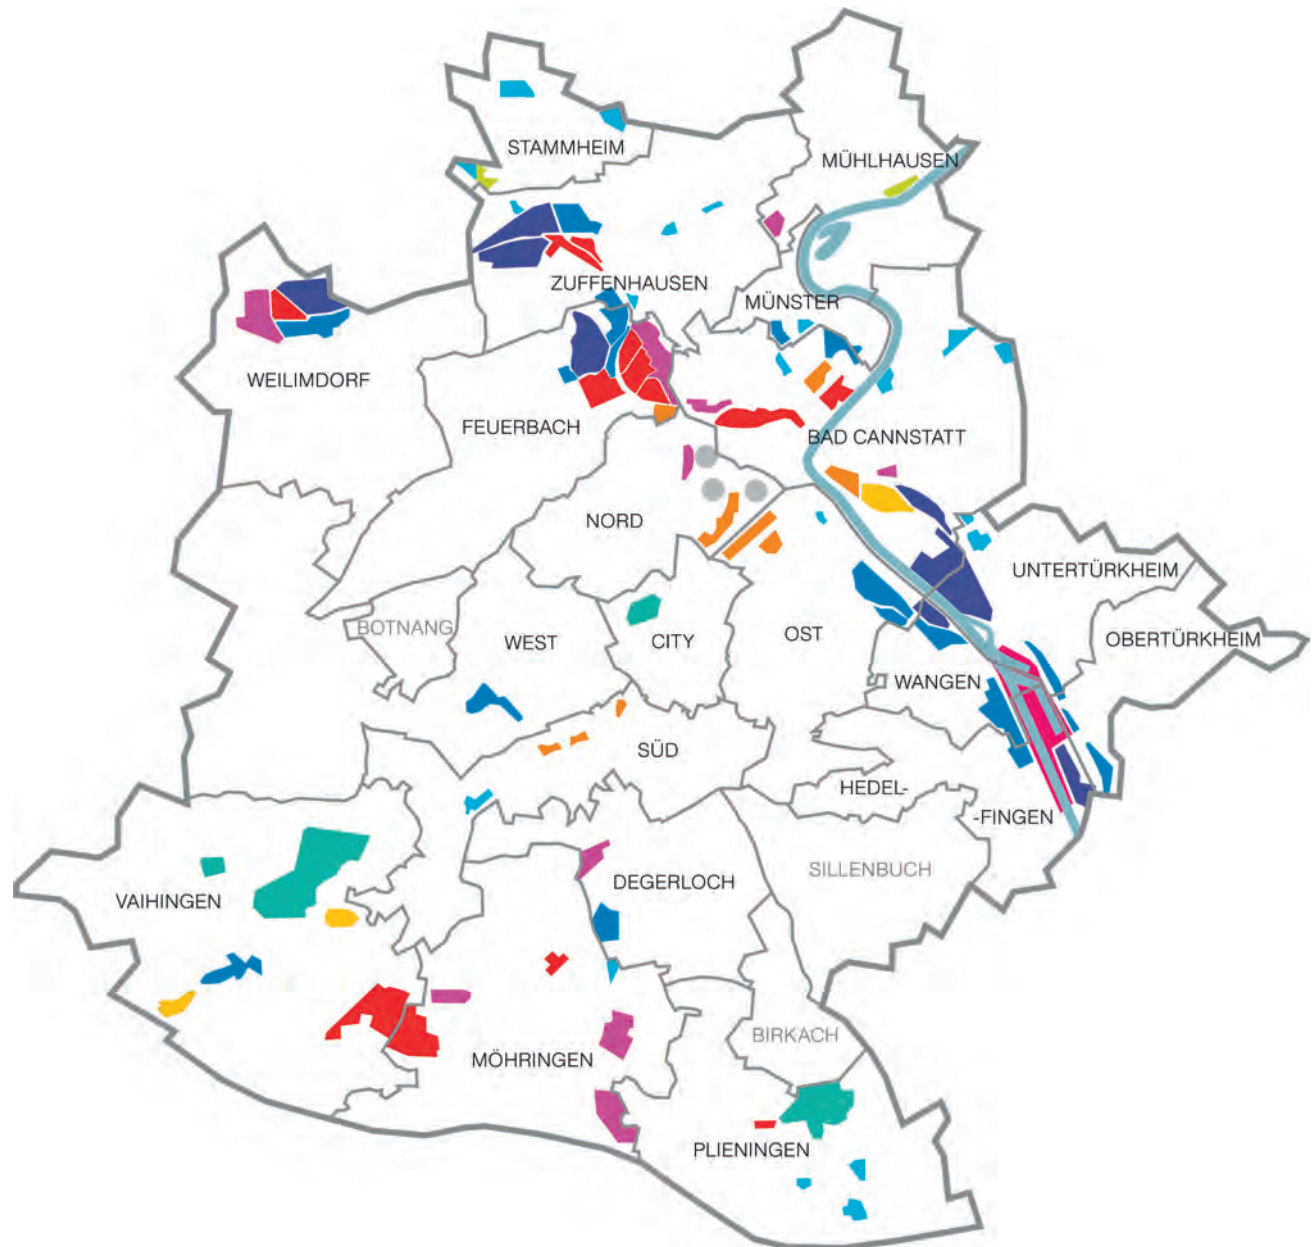 STAMMHEIM
MÜHLHAUSEN
ZUFFENHAUSEN
MÜNSTER
WEILIMDORF
FEUERBACH
BAD CANNSTATT
NORD
UNTERTÜRKHEIM
BOTNANG
WEST
CITY
OST
OBERTÜRKHEIM
WANGEN
SÜD
HEDEL-
-FINGEN
SILLENBUCH
DEGERLOCH
VAIHINGEN
BIRKACH
MÖHRINGEN
PLIENINGEN